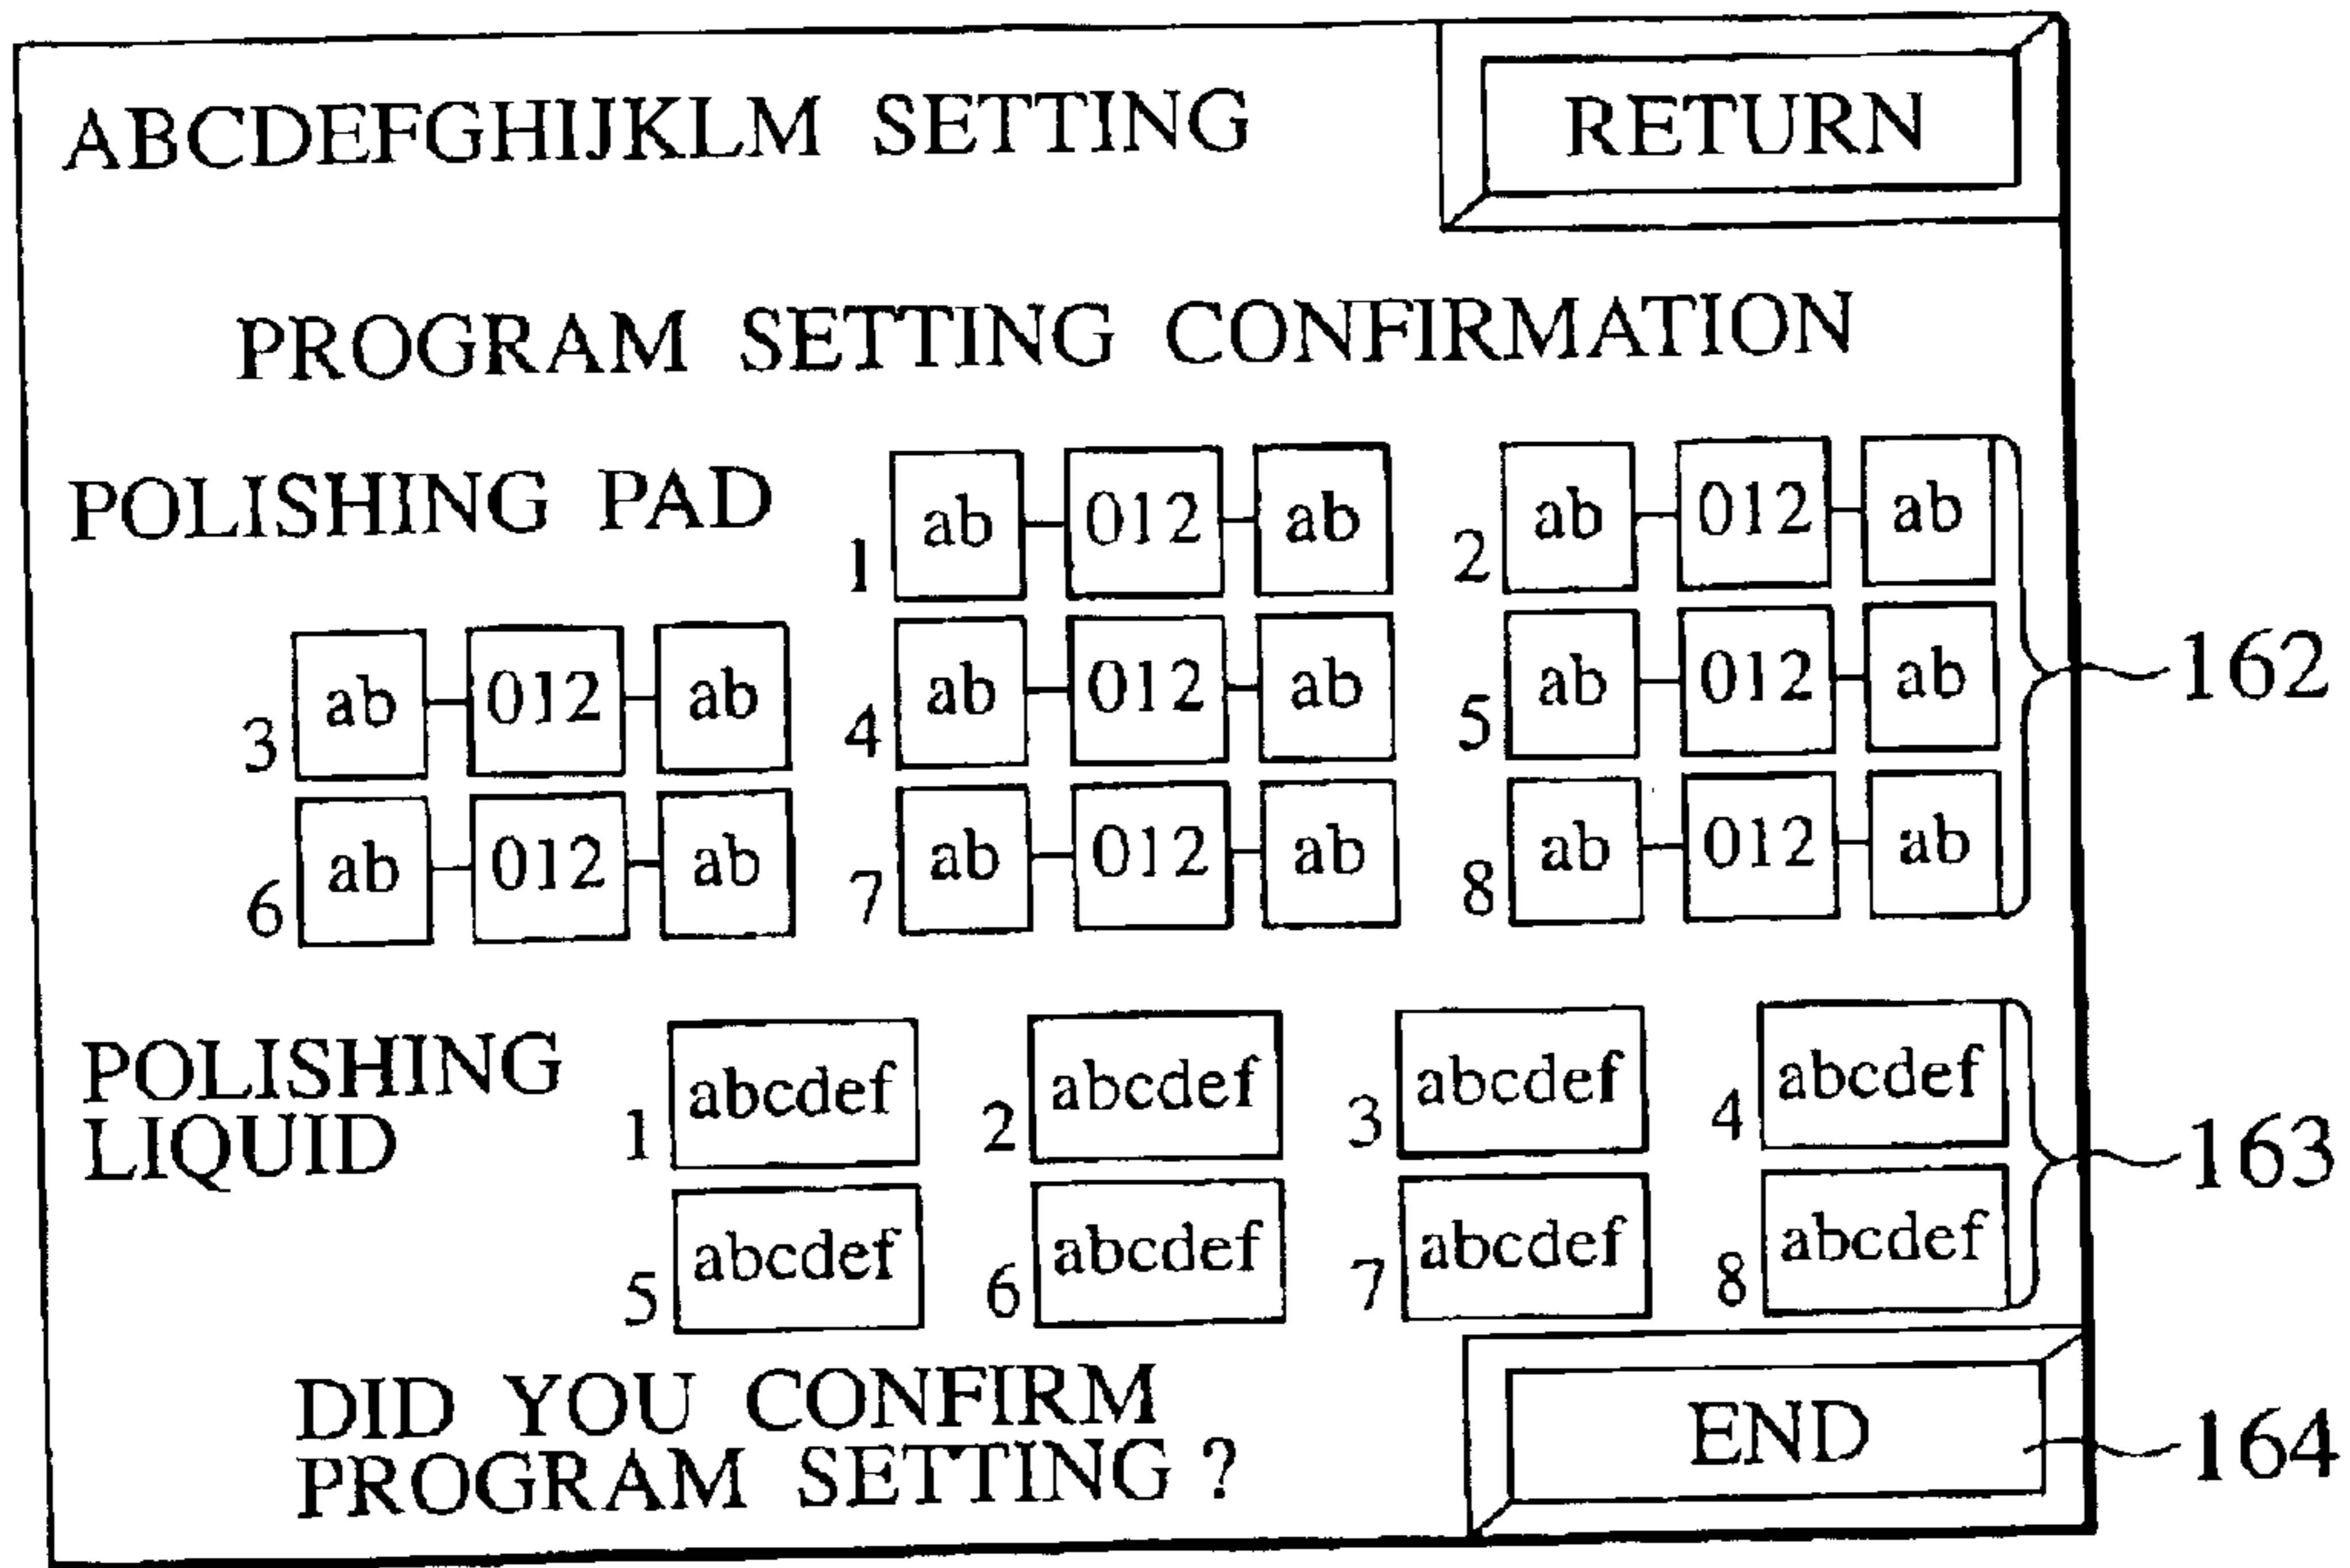 ABCDEFGHIJKLM SETTING RETURN
PROGRAM SETTING CONFIRMATION
POLISHING PAD 1 ab 012 ab 2 ab 012 ab
3 ab 012 ab 4 ab 012 ab 5 ab 012 ab 162
6 ab 012 ab 7 ab 012 ab 8 ab 012 ab
POLISHING
LIQUID 1 abcdef 2 abcdef 3 abcdef 4 abcdef 163
5 abcdef 6 abcdef 7 abcdef 8 abcdef
DID YOU CONFIRM
PROGRAM SETTING ? END 164